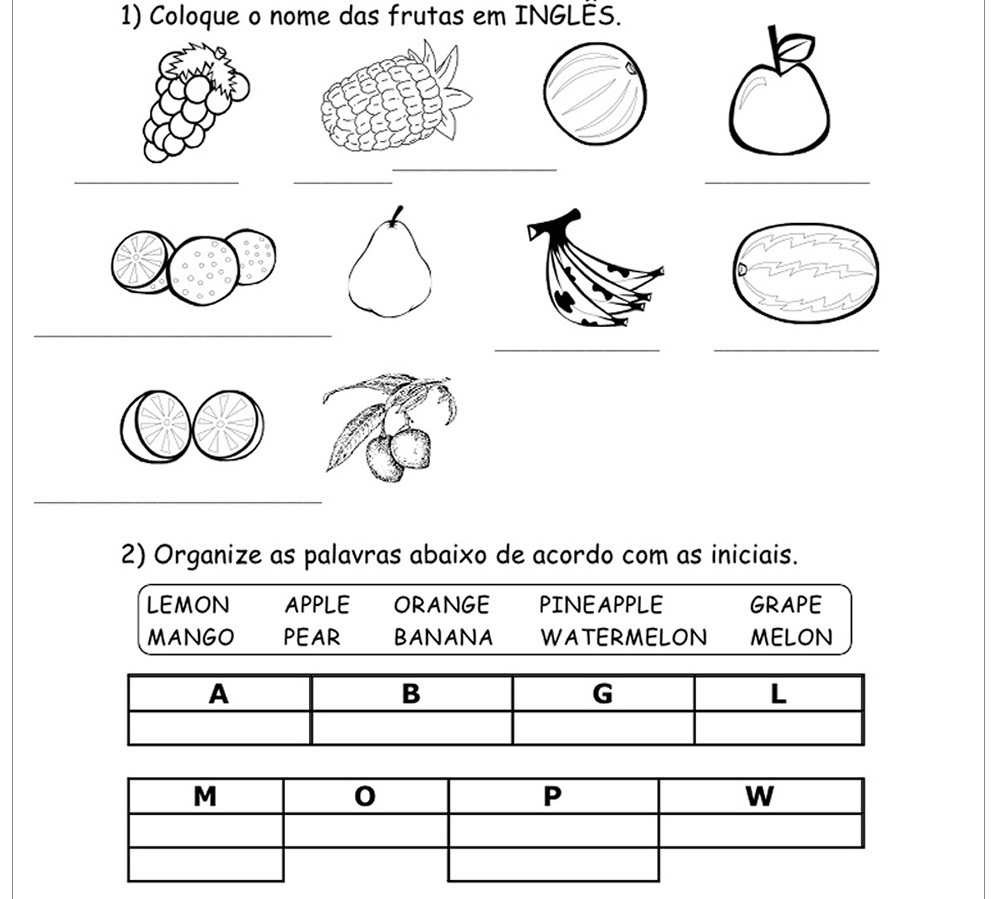 1) Coloque o nome das frutas em INGLÊS.
2) Organize as palavras abaixo de acordo com as iniciais.
LEMON APPLE ORANGE PINEAPPLE GRAPE
MANGO PEAR BANANA WATERMELON MELON
A B G L
M O P W